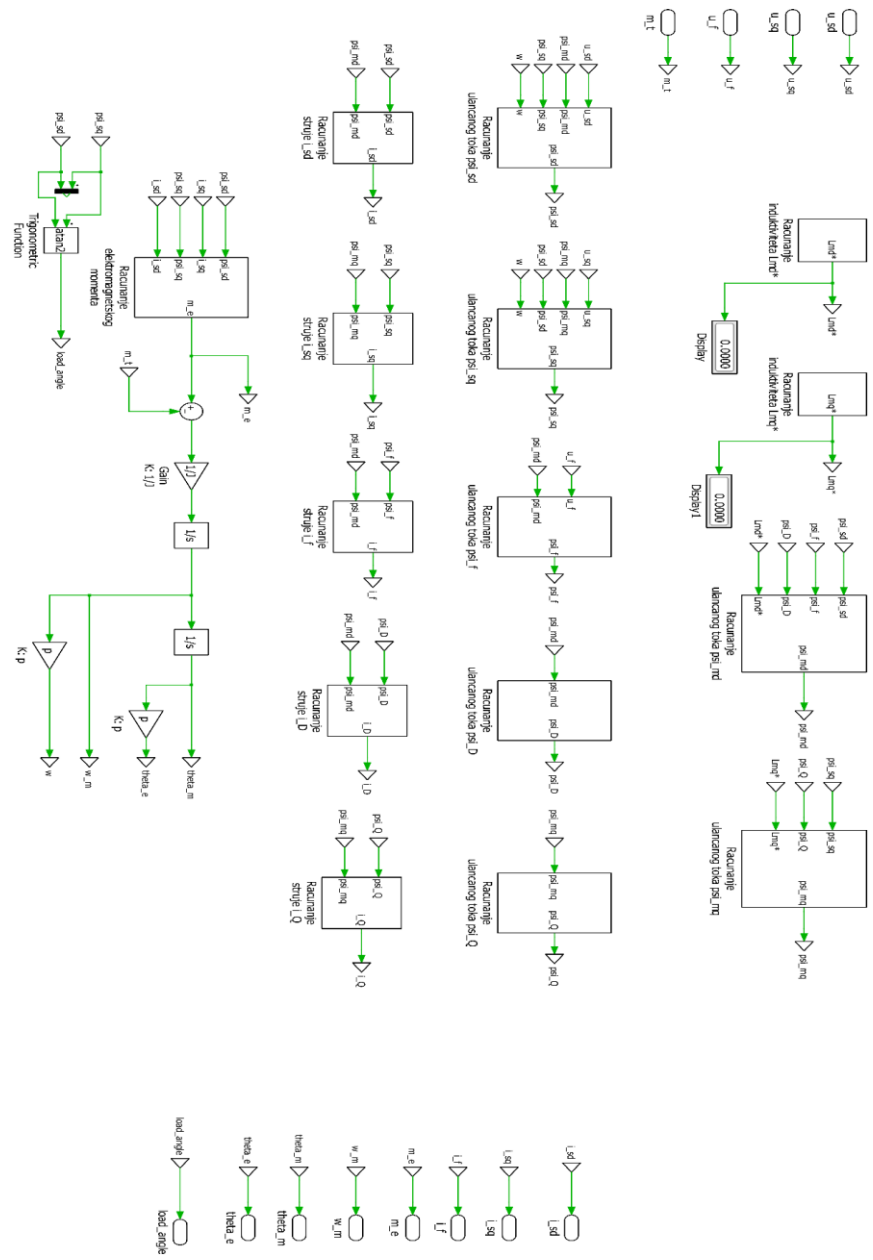 u_sd
u_sd
u_sq
u_sq
u_f
u_f
m_t
m_t
Lmd*
Lmd*
Racunanje
induktiviteta Lmd*
0.0000
Display
Lmq*
Lmq*
Racunanje
induktiviteta Lmq*
0.0000
Display1
psi_sd
psi_f
psi_D
Lmd*
psi_sd
psi_f
psi_D
Lmd*
psi_md
psi_md
Racunanje
ulancanog toka psi_md
psi_sq
psi_Q
Lmq*
psi_sq
psi_Q
Lmq*
psi_mq
psi_mq
Racunanje
ulancanog toka psi_mq
u_sd
psi_md
psi_sq
w
u_sd
psi_md
psi_sq
w
psi_sd
psi_sd
Racunanje
ulancanog toka psi_sd
u_sq
psi_mq
psi_sd
w
u_sq
psi_mq
psi_sd
w
psi_sq
psi_sq
Racunanje
ulancanog toka psi_sq
u_f
psi_md
u_f
psi_md
psi_f
psi_f
Racunanje
ulancanog toka psi_f
psi_md
psi_md
psi_D
psi_D
Racunanje
ulancanog toka psi_D
psi_mq
psi_mq
psi_Q
psi_Q
Racunanje
ulancanog toka psi_Q
psi_sd
psi_md
psi_sd
psi_md
i_sd
i_sd
Racunanje
struje i_sd
psi_sq
psi_mq
psi_sq
psi_mq
i_sq
i_sq
Racunanje
struje i_sq
psi_f
psi_md
psi_f
psi_md
i_f
i_f
Racunanje
struje i_f
psi_D
psi_md
psi_D
psi_md
i_D
i_D
Racunanje
struje i_D
psi_Q
psi_mq
psi_Q
psi_mq
i_Q
i_Q
Racunanje
struje i_Q
psi_sd
i_sq
psi_sq
i_sd
psi_sd
i_sq
psi_sq
i_sd
m_e
Racunanje
elektromagnetskog
momenta
m_e
m_t
+
−
1/J
Gain
K: 1/J
1/s
1/s
theta_m
p
K: p
theta_e
w_m
p
K: p
w
psi_sq
psi_sd
atan2
Trigonometric
Function
load_angle
i_sd
i_sd
i_sq
i_sq
i_f
i_f
m_e
m_e
w_m
w_m
theta_m
theta_m
theta_e
theta_e
load_angle
load_angle